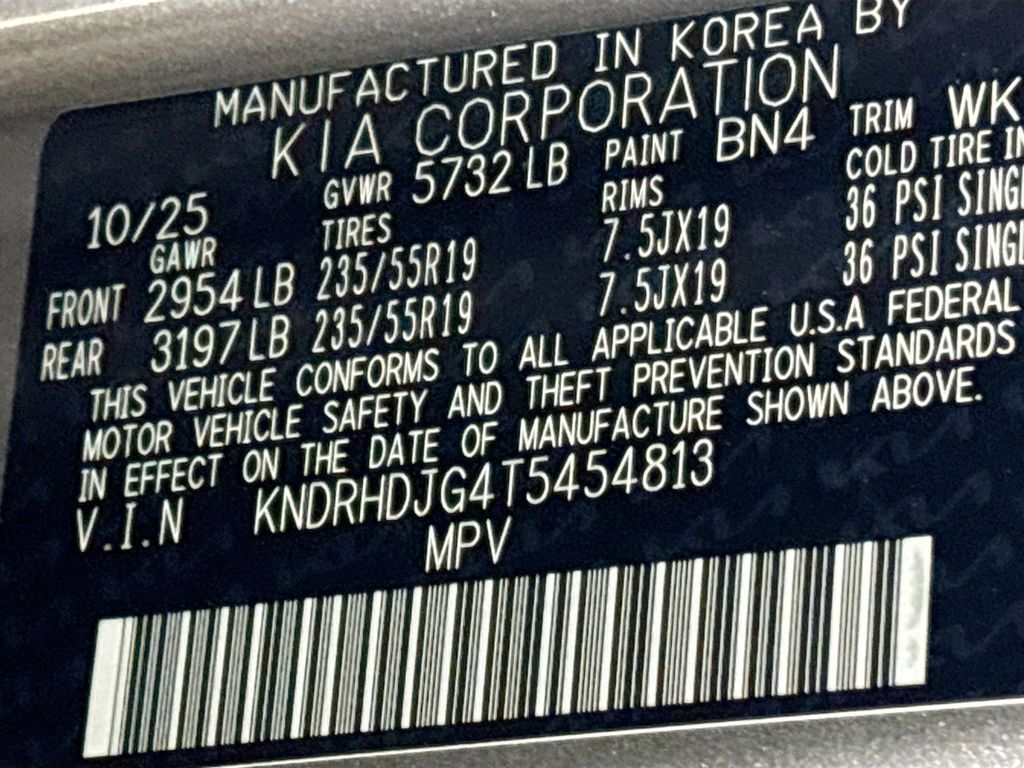 MANUFACTURED IN KOREA BY
KIA CORPORATION
10/25 GVWR 5732 LB PAINT BN4 TRIM WK
GAWR TIRES RIMS COLD TIRE
FRONT 2954 LB 235/55R19 7.5JX19 36 PSI
REAR 3197 LB 235/55R19 7.5JX19 36 PSI
THIS VEHICLE CONFORMS TO ALL APPLICABLE U.S.A FEDERAL
MOTOR VEHICLE SAFETY AND THEFT PREVENTION STANDARDS
IN EFFECT ON THE DATE OF MANUFACTURE SHOWN ABOVE.
V.I.N KNDRHDJG4T5454813
MPV